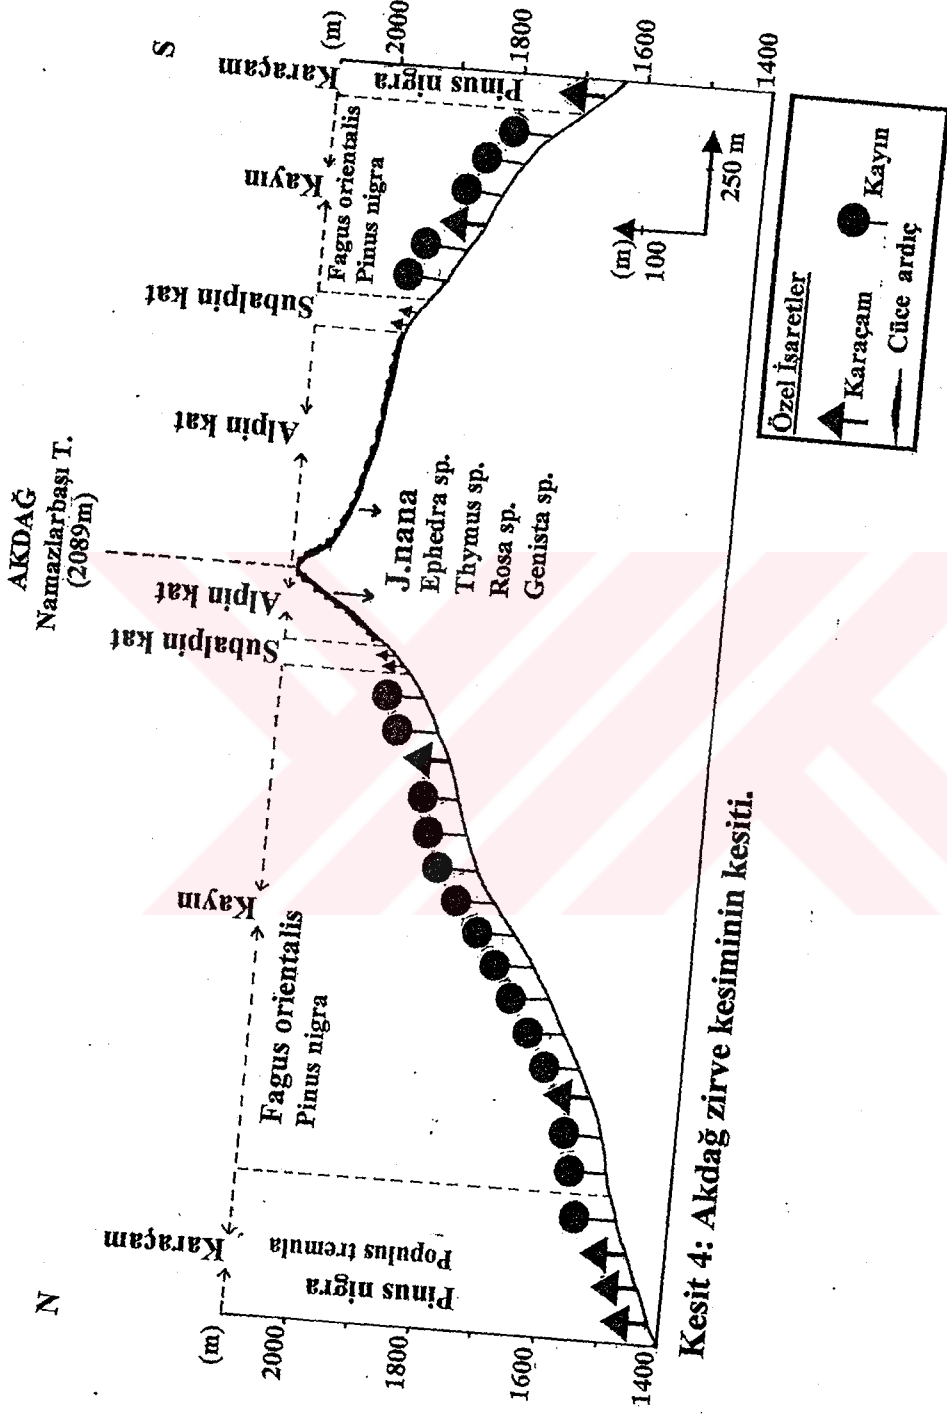 AKDAĞ
Namazlarbaşı T.
(2089m)
N
S
Karaçam
Kayın
Subalpin kat
Alpin kat
Alpin kat
Subalpin kat
Kayın
Karaçam
(m)
2000
1800
1600
1400
Pinus nigra
Populus tremula
Fagus orientalis
Pinus nigra
J.nana
Ephedra sp.
Thymus sp.
Rosa sp.
Genista sp.
Fagus orientalis
Pinus nigra
Pinus nigra
(m)
2000
1800
1600
1400
(m)
100
250 m
Özel İşaretler
Karaçam
Kayın
Cüce ardıç
Kesit 4: Akdağ zirve kesiminin kesiti.